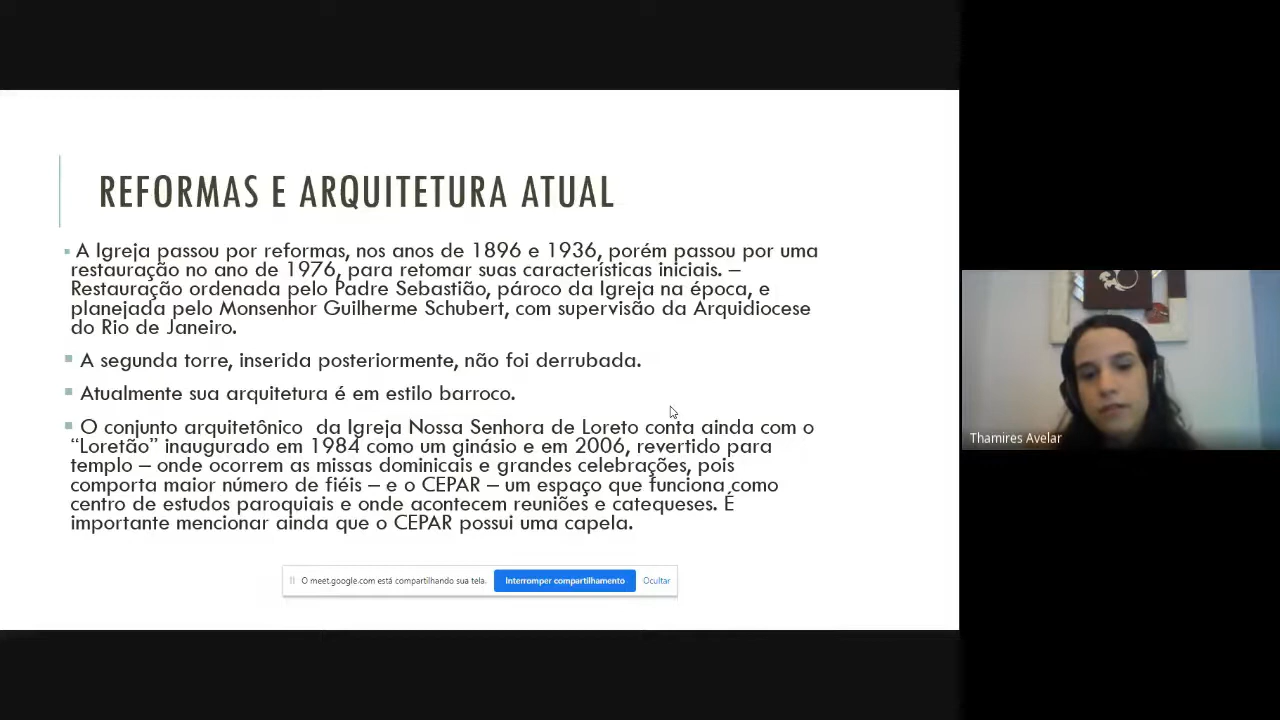 REFORMAS E ARQUITETURA ATUAL
A Igreja passou por reformas, nos anos de 1896 e 1936, porém passou por uma
restauração no ano de 1976, para retomar suas características iniciais. –
Restauração ordenada pelo Padre Sebastião, pároco da Igreja na época, e
planejada pelo Monsenhor Guilherme Schubert, com supervisão da Arquidiocese
do Rio de Janeiro.
A segunda torre, inserida posteriormente, não foi derrubada.
Atualmente sua arquitetura é em estilo barroco.
O conjunto arquitetônico da Igreja Nossa Senhora de Loreto conta ainda com o
“Loretão” inaugurado em 1984 como um ginásio e em 2006, revertido para
templo – onde ocorrem as missas dominicais e grandes celebrações, pois
comporta maior número de fiéis – e o CEPAR – um espaço que funciona como
centro de estudos paroquiais e onde acontecem reuniões e catequeses. É
importante mencionar ainda que o CEPAR possui uma capela.
O meet.google.com está compartilhando sua tela. Interromper compartilhamento Ocultar
Thamires Avelar